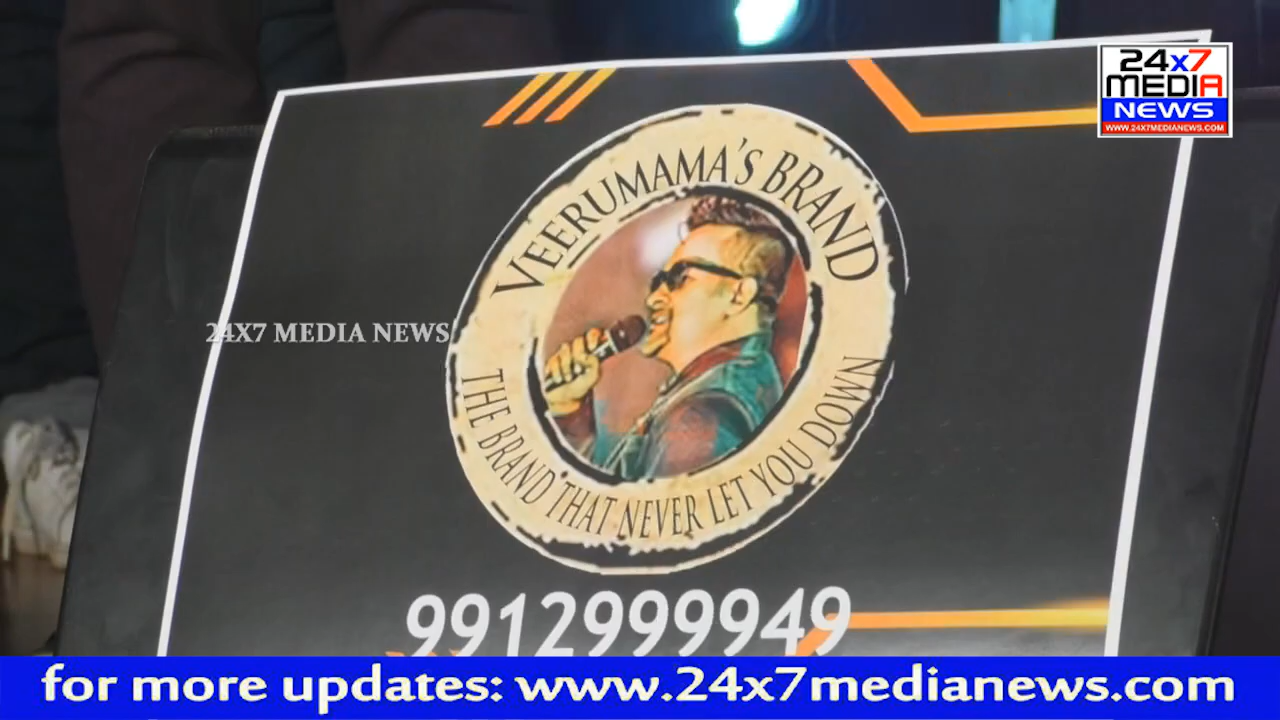 24x7
MEDIA
NEWS
WWW.24X7MEDIANEWS.COM
VEERUMAMA'S BRAND
24X7 MEDIA NEWS
THE BRAND THAT NEVER LET YOU DOWN
9912999949
for more updates: www.24x7medianews.com